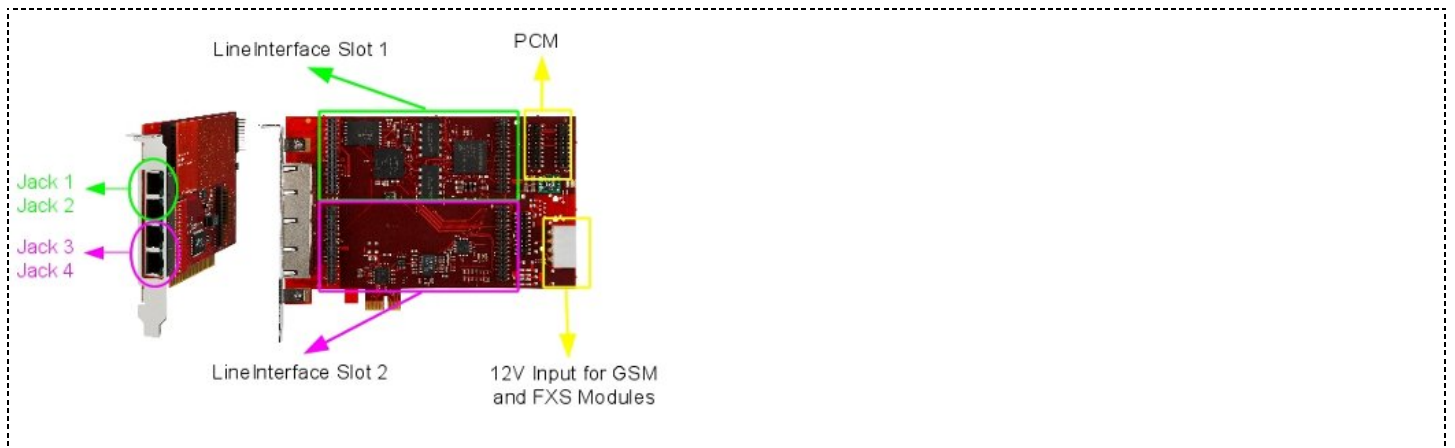 LineInterface Slot 1
PCM
Jack 1
Jack 2
Jack 3
Jack 4
LineInterface Slot 2
12V Input for GSM
and FXS Modules